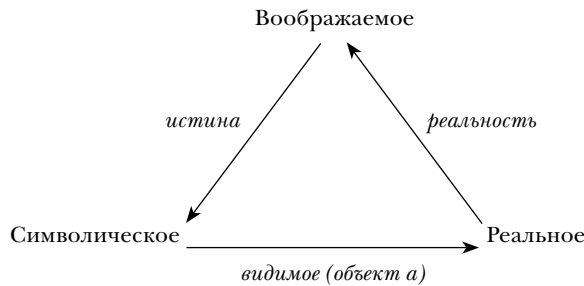 Воображаемое
истина
реальность
Символическое
Реальное
видимое (объект а)